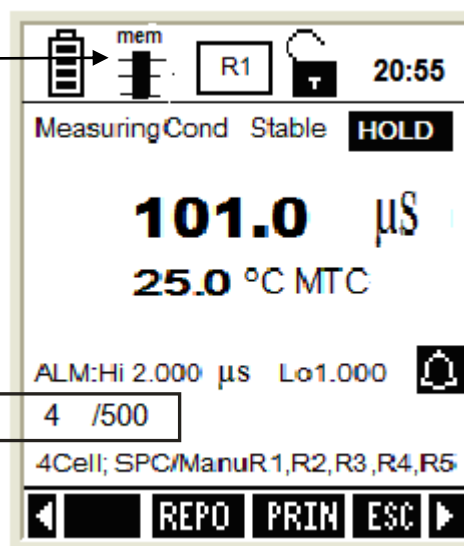 mem
R1 20:55
MeasuringCond Stable HOLD
101.0 µS
25.0 °C MTC
ALM:Hi 2.000 µs Lo1.000
4 /500
4Cell; SPC/ManuR1,R2,R3,R4,R5
REPO PRIN ESC